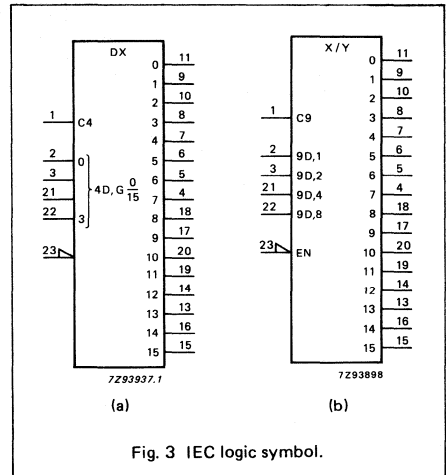 DX
0 11
1 9
2 10
1 C4 3 8
4 7
2 0 5 6
3 6 5
21 4D, G 0/15 7 4
22 3 8 18
9 17
23 10 20
11 19
12 14
13 13
14 16
15 15
7Z93937.1
(a)
X/Y
0 11
1 9
2 10
1 C9 3 8
4 7
2 9D,1 5 6
3 9D,2 6 5
21 9D,4 7 4
22 9D,8 8 18
9 17
23 EN 10 20
11 19
12 14
13 13
14 16
15 15
7Z93898
(b)
Fig. 3 IEC logic symbol.